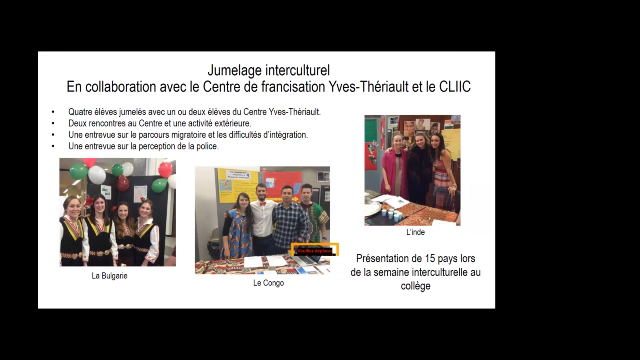 Jumelage interculturel
En collaboration avec le Centre de francisation Yves-Thériault et le CLIIC
• Quatre élèves jumelés avec un ou deux élèves du Centre Yves-Thériault.
• Deux rencontres au Centre et une activité extérieure.
• Une entrevue sur le parcours migratoire et les difficultés d'intégration.
• Une entrevue sur la perception de la police.
L'inde
La Bulgarie
Le Congo
Présentation de 15 pays lors
de la semaine interculturelle au
collège